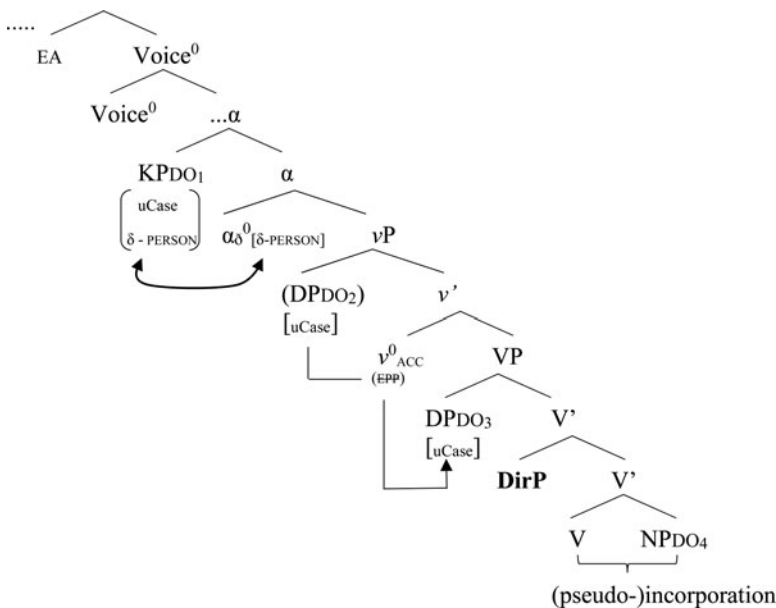 .....
EA Voice⁰
Voice⁰ ...α
KPDO₁ α
uCase
δ - PERSON αð⁰[δ-PERSON] vP
(DPDO₂) v’
[uCase]
v⁰ACC VP
(EPP)
DPDO₃ V’
[uCase]
DirP V’
V NPDO₄
(pseudo-)incorporation